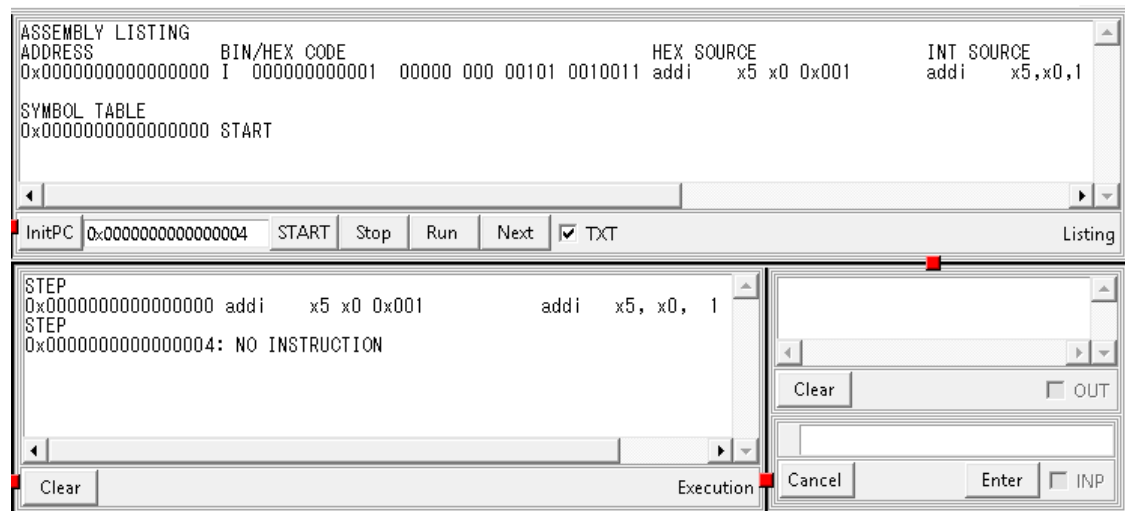 ASSEMBLY LISTING
ADDRESS BIN/HEX CODE HEX SOURCE INT SOURCE
0x0000000000000000 I 000000000001 00000 000 00101 0010011 addi x5 x0 0x001 addi x5,x0,1
SYMBOL TABLE
0x0000000000000000 START
InitPC 0x0000000000000004 START Stop Run Next TXT Listing
STEP
0x0000000000000000 addi x5 x0 0x001 addi x5, x0, 1
STEP
0x0000000000000004: NO INSTRUCTION
Clear Execution
Clear OUT
Cancel Enter INP